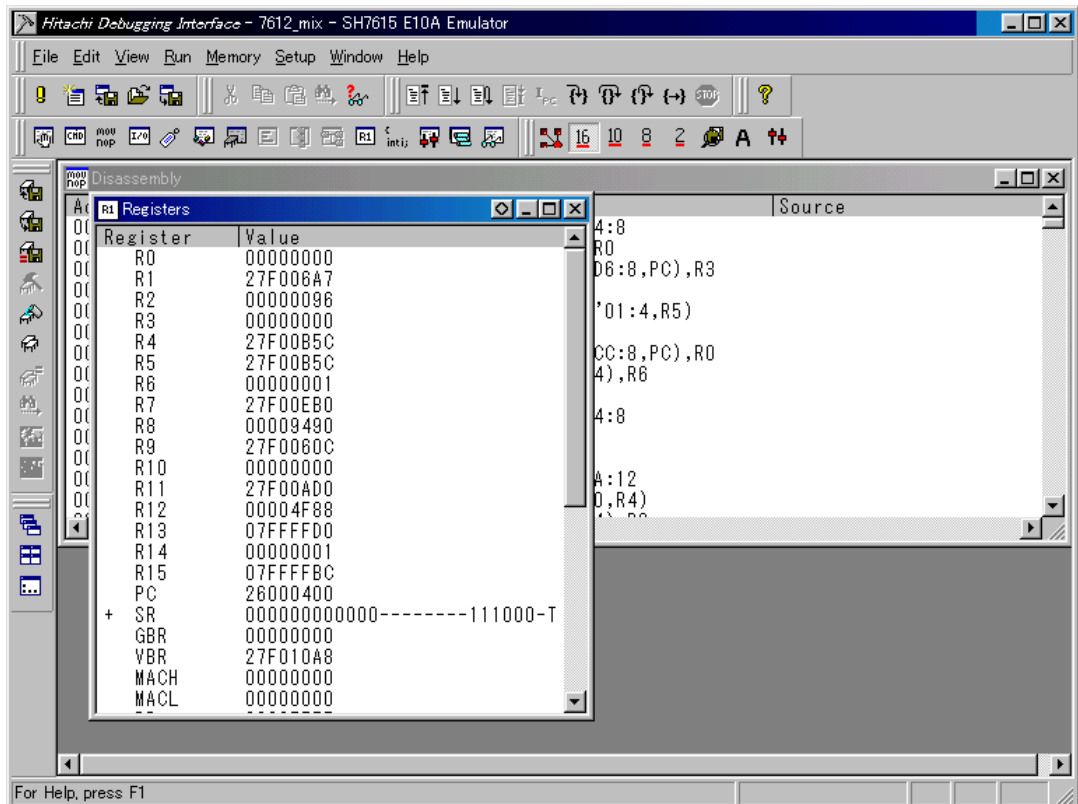 Hitachi Debugging Interface - 7612_mix - SH7615 E10A Emulator
File Edit View Run Memory Setup Window Help
16 10 8 2 A
Disassembly
Source
Registers
Register Value
R0 00000000
R1 27F006A7
R2 00000096
R3 00000000
R4 27F00B5C
R5 27F00B5C
R6 00000001
R7 27F00EB0
R8 00009490
R9 27F0060C
R10 00000000
R11 27F00AD0
R12 00004F88
R13 07FFFFD0
R14 00000001
R15 07FFFFBC
PC 26000400
+ SR 000000000000--------111000-T
GBR 00000000
VBR 27F010A8
MACH 00000000
MACL 00000000
4:8
R0
D6:8,PC),R3
'01:4,R5)
CC:8,PC),R0
4),R6
4:8
A:12
0,R4)
For Help, press F1